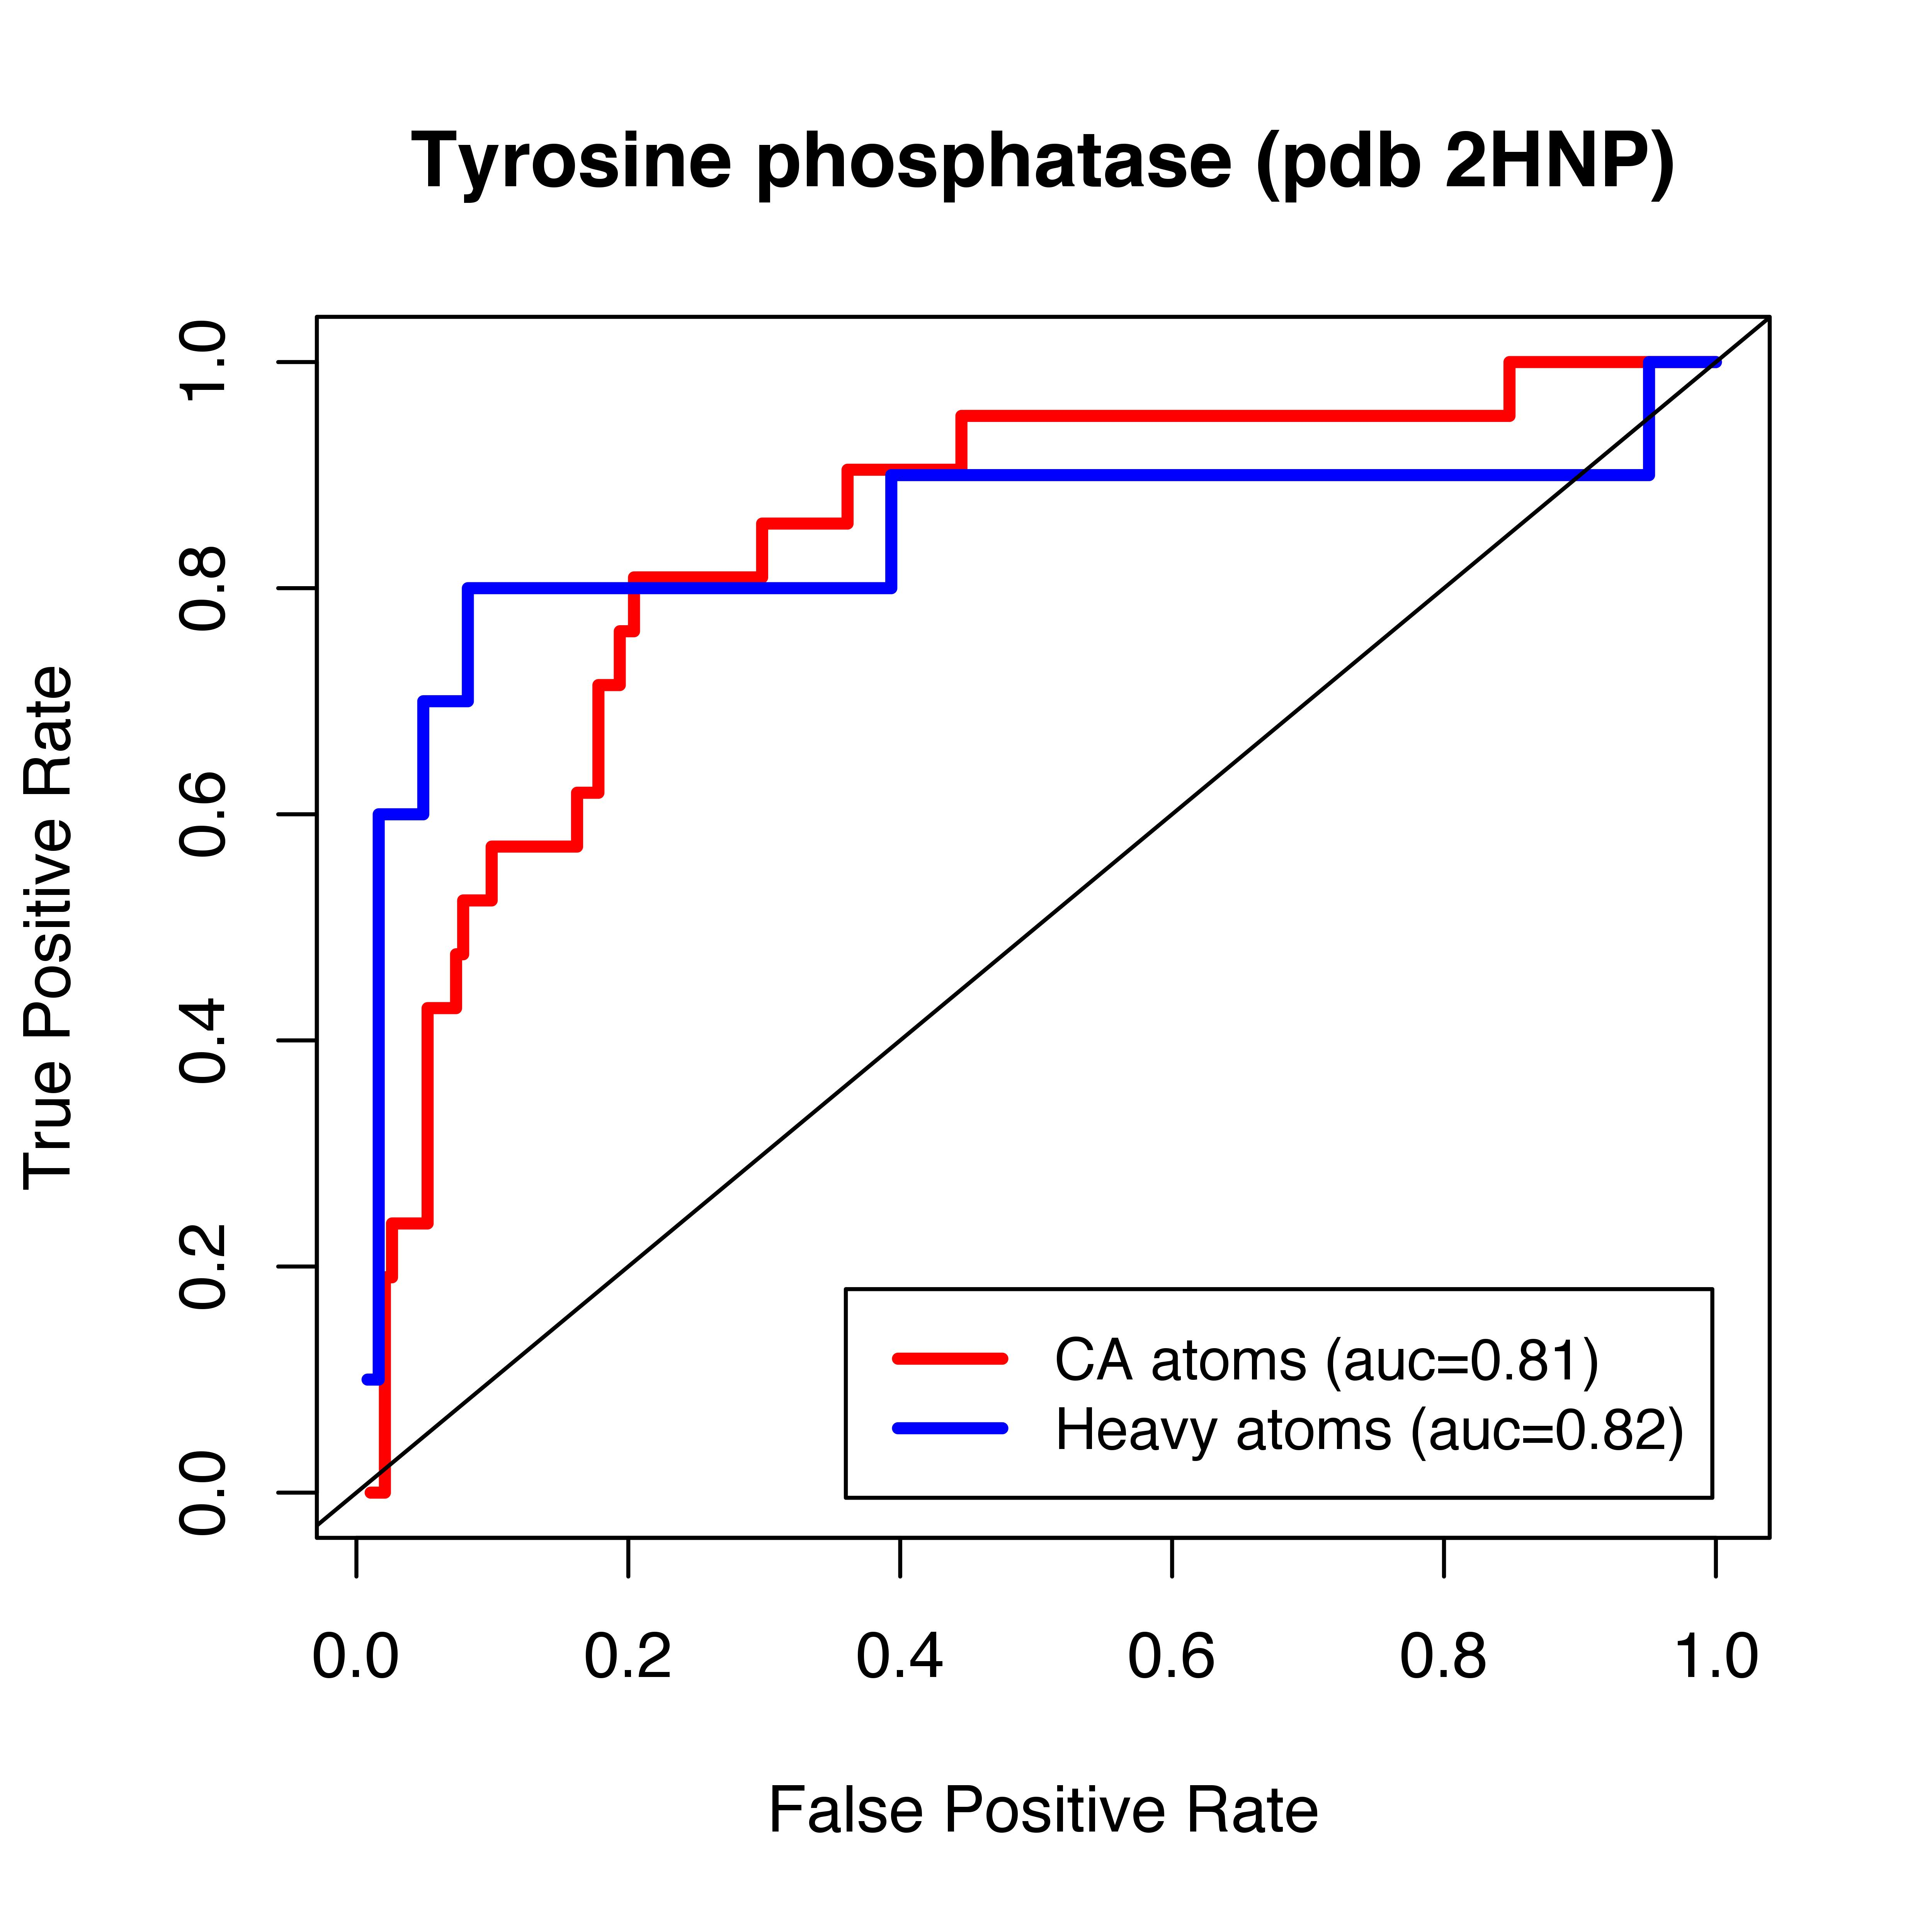 Tyrosine phosphatase (pdb 2HNP)
True Positive Rate
1.0
0.8
0.6
0.4
0.2
0.0
CA atoms (auc=0.81)
Heavy atoms (auc=0.82)
0.0 0.2 0.4 0.6 0.8 1.0
False Positive Rate